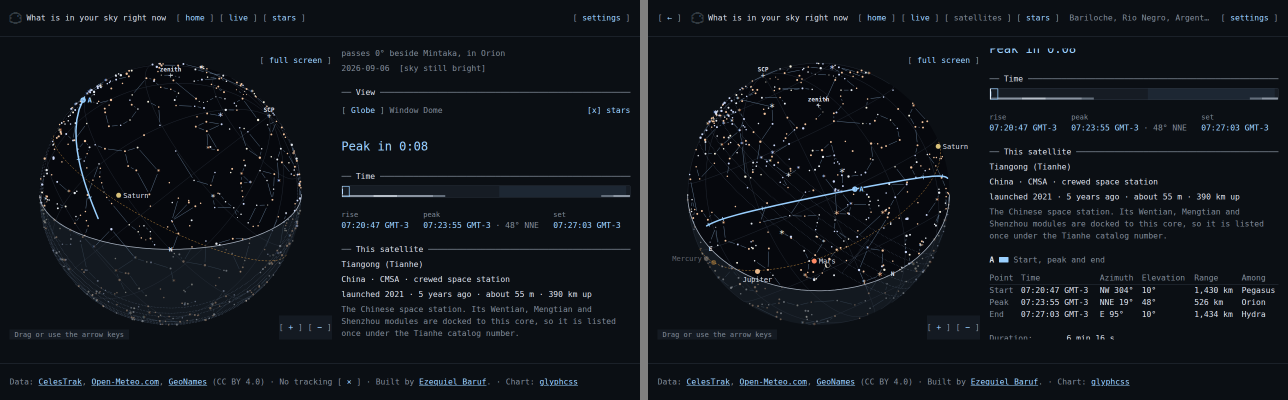 What is in your sky right now [ home ] [ live ] [ stars ] [ settings ]
passes 0° beside Mintaka, in Orion
2026-09-06 [sky still bright]
[ full screen ]
zenith
A
SCP
Saturn
View
[ Globe ] Window Dome [x] stars
Peak in 0:08
Time
rise peak set
07:20:47 GMT-3 07:23:55 GMT-3 · 48° NNE 07:27:03 GMT-3
This satellite
Tiangong (Tianhe)
China · CMSA · crewed space station
launched 2021 · 5 years ago · about 55 m · 390 km up
The Chinese space station. Its Wentian, Mengtian and
Shenzhou modules are docked to this core, so it is listed
once under the Tianhe catalog number.
Drag or use the arrow keys
[ + ] [ − ]
Data: CelesTrak, Open-Meteo.com, GeoNames (CC BY 4.0) · No tracking [ × ] · Built by Ezequiel Baruf. · Chart: glyphcss
[ ← ] What is in your sky right now [ home ] [ live ] [ satellites ] [ stars ] Bariloche, Rio Negro, Argent… [ settings ]
[ full screen ]
SCP
zenith
Saturn
A
E
Mercury
Mars
Jupiter
N
Peak in 0:08
Time
rise peak set
07:20:47 GMT-3 07:23:55 GMT-3 · 48° NNE 07:27:03 GMT-3
This satellite
Tiangong (Tianhe)
China · CMSA · crewed space station
launched 2021 · 5 years ago · about 55 m · 390 km up
The Chinese space station. Its Wentian, Mengtian and
Shenzhou modules are docked to this core, so it is listed
once under the Tianhe catalog number.
A Start, peak and end
Point Time Azimuth Elevation Range Among
Start 07:20:47 GMT-3 NW 304° 10° 1,430 km Pegasus
Peak 07:23:55 GMT-3 NNE 19° 48° 526 km Orion
End 07:27:03 GMT-3 E 95° 10° 1,434 km Hydra
Duration: 6 min 16 s
Drag or use the arrow keys
[ + ] [ − ]
Data: CelesTrak, Open-Meteo.com, GeoNames (CC BY 4.0) · Built by Ezequiel Baruf. · Chart: glyphcss